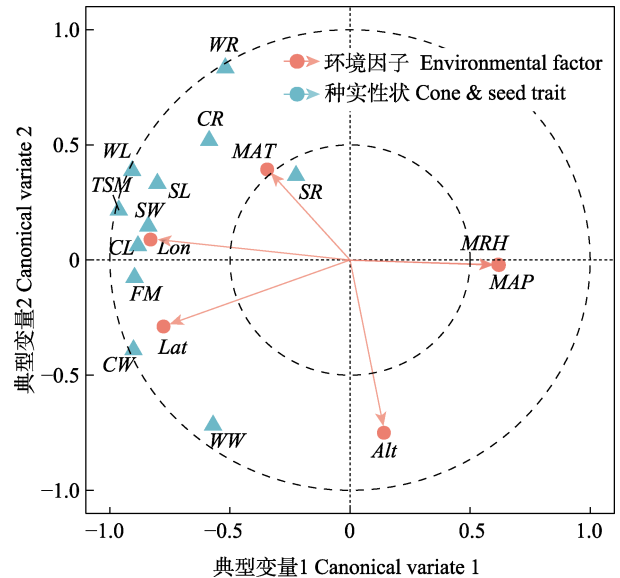 1.0
0.5
0
−0.5
−1.0
典型变量2 Canonical variate 2
环境因子 Environmental factor
种实性状 Cone & seed trait
WR
CR
MAT
WL
SL
SR
TSM
SW
CL
Lon
MRH
MAP
FM
Lat
CW
WW
Alt
−1.0
−0.5
0
0.5
1.0
典型变量1 Canonical variate 1